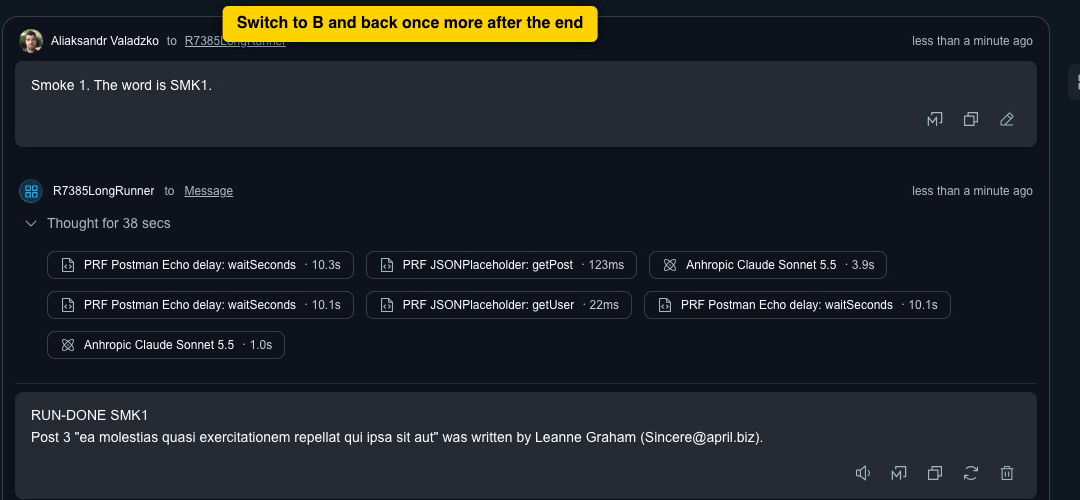 Switch to B and back once more after the end
Aliaksandr Valadzko to R7385LongRunner less than a minute ago
Smoke 1. The word is SMK1.
R7385LongRunner to Message less than a minute ago
Thought for 38 secs
PRF Postman Echo delay: waitSeconds · 10.3s PRF JSONPlaceholder: getPost · 123ms Anhropic Claude Sonnet 5.5 · 3.9s
PRF Postman Echo delay: waitSeconds · 10.1s PRF JSONPlaceholder: getUser · 22ms PRF Postman Echo delay: waitSeconds · 10.1s
Anhropic Claude Sonnet 5.5 · 1.0s
RUN-DONE SMK1
Post 3 "ea molestias quasi exercitationem repellat qui ipsa sit aut" was written by Leanne Graham (Sincere@april.biz).